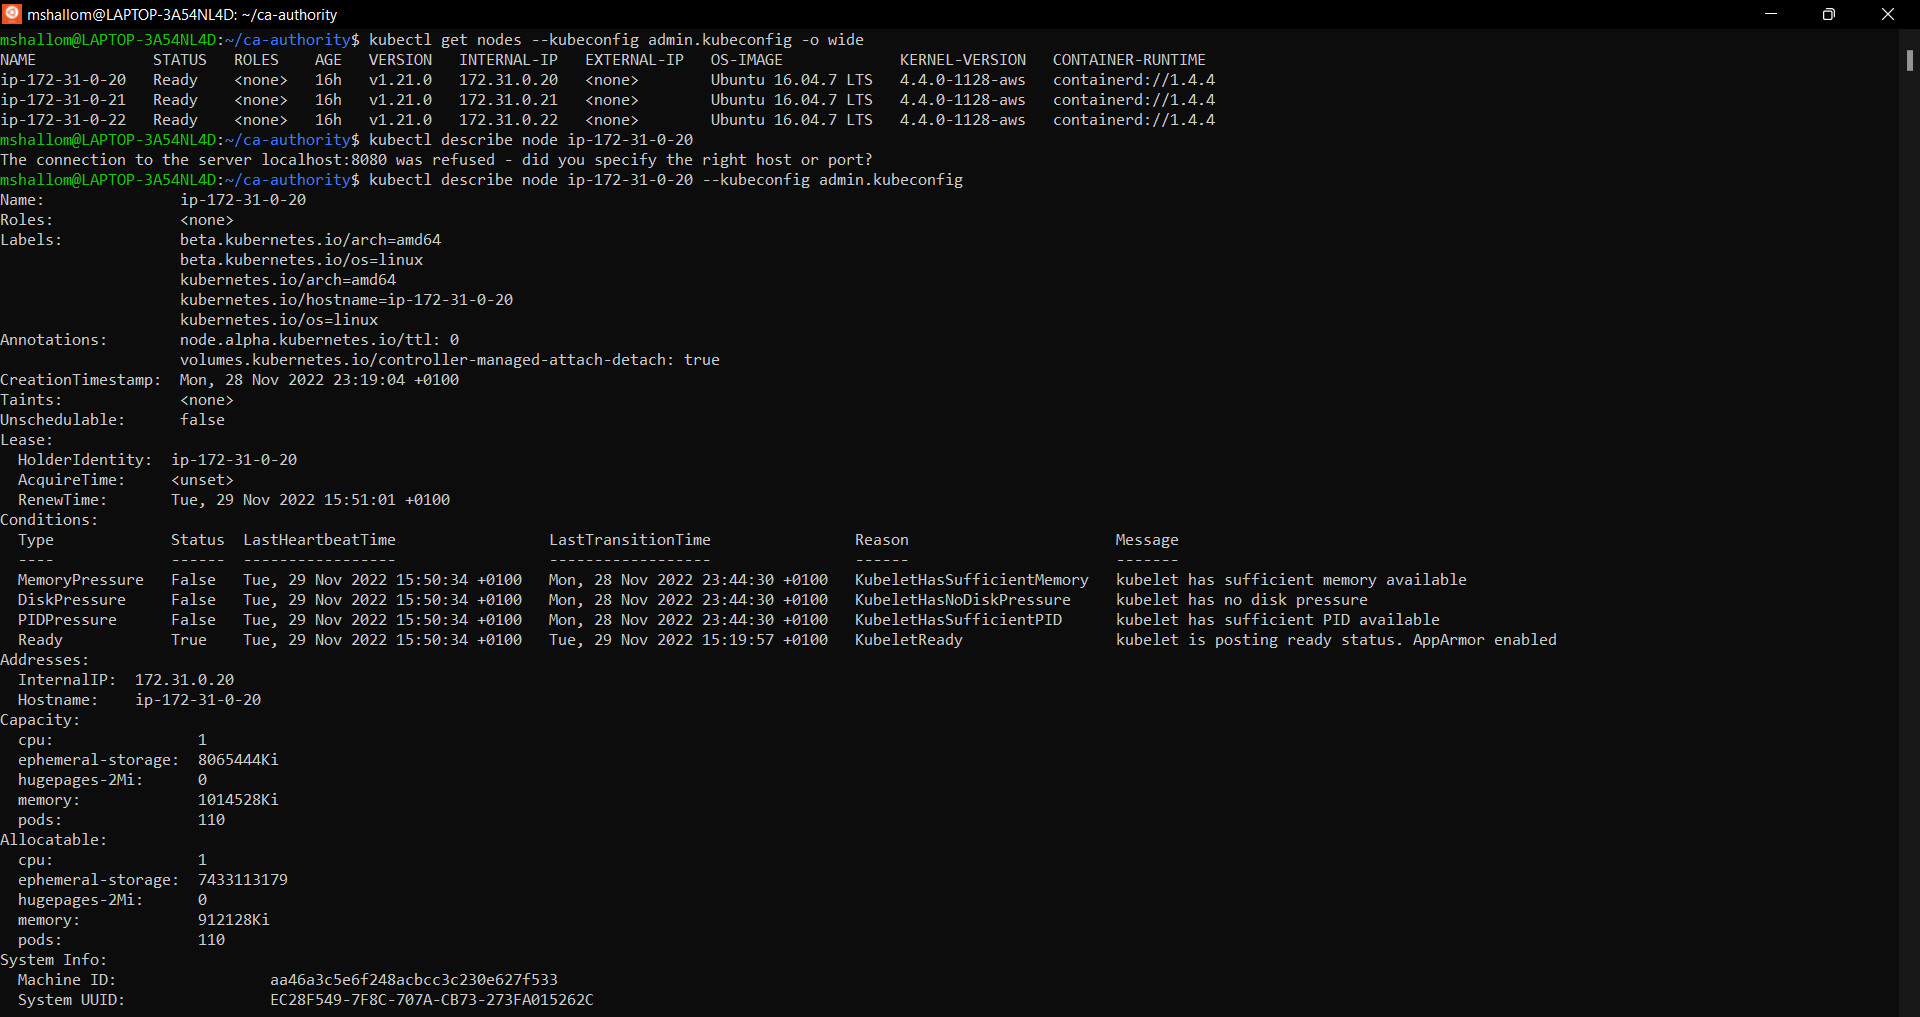 mshallom@LAPTOP-3A54NL4D: ~/ca-authority
mshallom@LAPTOP-3A54NL4D:~/ca-authority$ kubectl get nodes --kubeconfig admin.kubeconfig -o wide
NAME             STATUS   ROLES    AGE   VERSION   INTERNAL-IP   EXTERNAL-IP   OS-IMAGE             KERNEL-VERSION   CONTAINER-RUNTIME
ip-172-31-0-20   Ready    <none>   16h   v1.21.0   172.31.0.20   <none>        Ubuntu 16.04.7 LTS   4.4.0-1128-aws   containerd://1.4.4
ip-172-31-0-21   Ready    <none>   16h   v1.21.0   172.31.0.21   <none>        Ubuntu 16.04.7 LTS   4.4.0-1128-aws   containerd://1.4.4
ip-172-31-0-22   Ready    <none>   16h   v1.21.0   172.31.0.22   <none>        Ubuntu 16.04.7 LTS   4.4.0-1128-aws   containerd://1.4.4
mshallom@LAPTOP-3A54NL4D:~/ca-authority$ kubectl describe node ip-172-31-0-20
The connection to the server localhost:8080 was refused - did you specify the right host or port?
mshallom@LAPTOP-3A54NL4D:~/ca-authority$ kubectl describe node ip-172-31-0-20 --kubeconfig admin.kubeconfig
Name:               ip-172-31-0-20
Roles:              <none>
Labels:             beta.kubernetes.io/arch=amd64
                    beta.kubernetes.io/os=linux
                    kubernetes.io/arch=amd64
                    kubernetes.io/hostname=ip-172-31-0-20
                    kubernetes.io/os=linux
Annotations:        node.alpha.kubernetes.io/ttl: 0
                    volumes.kubernetes.io/controller-managed-attach-detach: true
CreationTimestamp:  Mon, 28 Nov 2022 23:19:04 +0100
Taints:             <none>
Unschedulable:      false
Lease:
  HolderIdentity:  ip-172-31-0-20
  AcquireTime:     <unset>
  RenewTime:       Tue, 29 Nov 2022 15:51:01 +0100
Conditions:
  Type             Status  LastHeartbeatTime                 LastTransitionTime                Reason                       Message
  ----             ------  -----------------                 ------------------                ------                       -------
  MemoryPressure   False   Tue, 29 Nov 2022 15:50:34 +0100   Mon, 28 Nov 2022 23:44:30 +0100   KubeletHasSufficientMemory   kubelet has sufficient memory available
  DiskPressure     False   Tue, 29 Nov 2022 15:50:34 +0100   Mon, 28 Nov 2022 23:44:30 +0100   KubeletHasNoDiskPressure     kubelet has no disk pressure
  PIDPressure      False   Tue, 29 Nov 2022 15:50:34 +0100   Mon, 28 Nov 2022 23:44:30 +0100   KubeletHasSufficientPID      kubelet has sufficient PID available
  Ready            True    Tue, 29 Nov 2022 15:50:34 +0100   Tue, 29 Nov 2022 15:19:57 +0100   KubeletReady                 kubelet is posting ready status. AppArmor enabled
Addresses:
  InternalIP:  172.31.0.20
  Hostname:    ip-172-31-0-20
Capacity:
  cpu:                1
  ephemeral-storage:  8065444Ki
  hugepages-2Mi:      0
  memory:             1014528Ki
  pods:               110
Allocatable:
  cpu:                1
  ephemeral-storage:  7433113179
  hugepages-2Mi:      0
  memory:             912128Ki
  pods:               110
System Info:
  Machine ID:                 aa46a3c5e6f248acbcc3c230e627f533
  System UUID:                EC28F549-7F8C-707A-CB73-273FA015262C